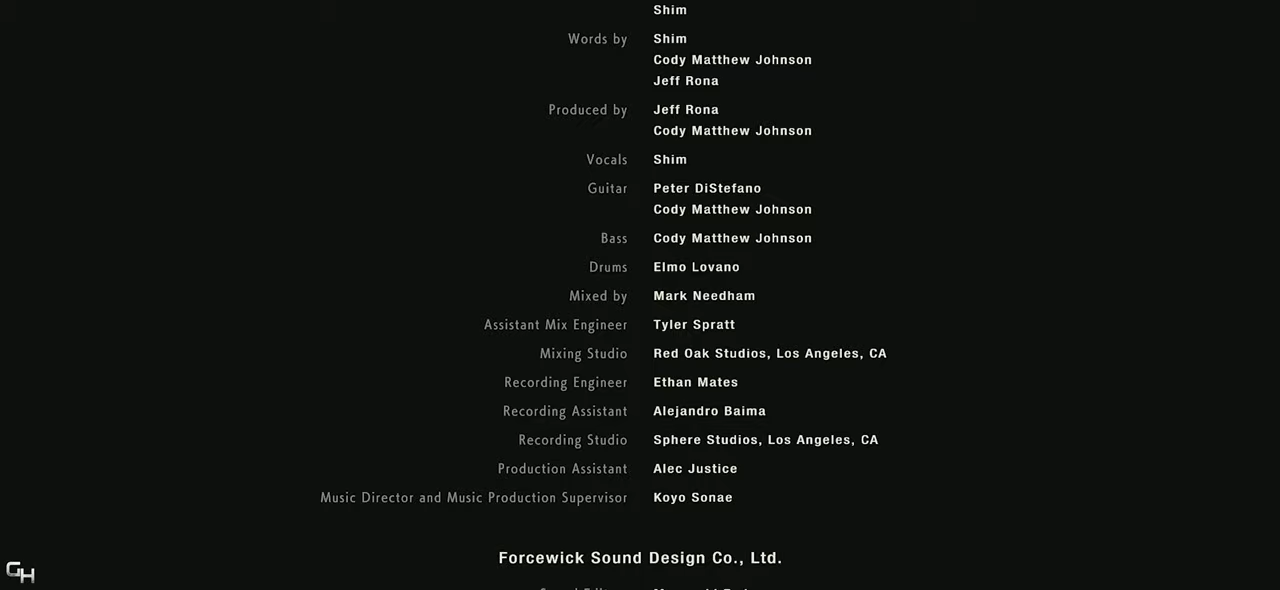 Shim
Words by Shim
Cody Matthew Johnson
Jeff Rona
Produced by Jeff Rona
Cody Matthew Johnson
Vocals Shim
Guitar Peter DiStefano
Cody Matthew Johnson
Bass Cody Matthew Johnson
Drums Elmo Lovano
Mixed by Mark Needham
Assistant Mix Engineer Tyler Spratt
Mixing Studio Red Oak Studios, Los Angeles, CA
Recording Engineer Ethan Mates
Recording Assistant Alejandro Baima
Recording Studio Sphere Studios, Los Angeles, CA
Production Assistant Alec Justice
Music Director and Music Production Supervisor Koyo Sonae
Forcewick Sound Design Co., Ltd.
GH